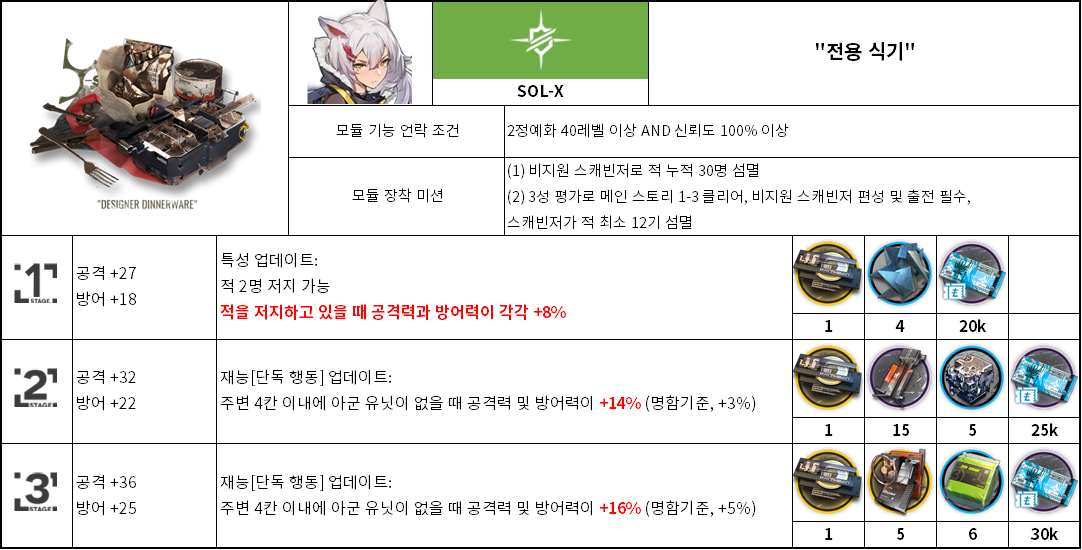 "DESIGNER DINNERWARE"
SOL-X
"전용 식기"
모듈 기능 언락 조건
2정예화 40레벨 이상 AND 신뢰도 100% 이상
모듈 장착 미션
(1) 비지원 스캐빈저로 적 누적 30명 섬멸
(2) 3성 평가로 메인 스토리 1-3 클리어, 비지원 스캐빈저 편성 및 출전 필수,
스캐빈저가 적 최소 12기 섬멸
1
STAGE
공격 +27
방어 +18
특성 업데이트:
적 2명 저지 가능
적을 저지하고 있을 때 공격력과 방어력이 각각 +8%
1
4
20k
2
STAGE
공격 +32
방어 +22
재능[단독 행동] 업데이트:
주변 4칸 이내에 아군 유닛이 없을 때 공격력 및 방어력이 +14% (명함기준, +3%)
1
15
5
25k
3
STAGE
공격 +36
방어 +25
재능[단독 행동] 업데이트:
주변 4칸 이내에 아군 유닛이 없을 때 공격력 및 방어력이 +16% (명함기준, +5%)
1
5
6
30k